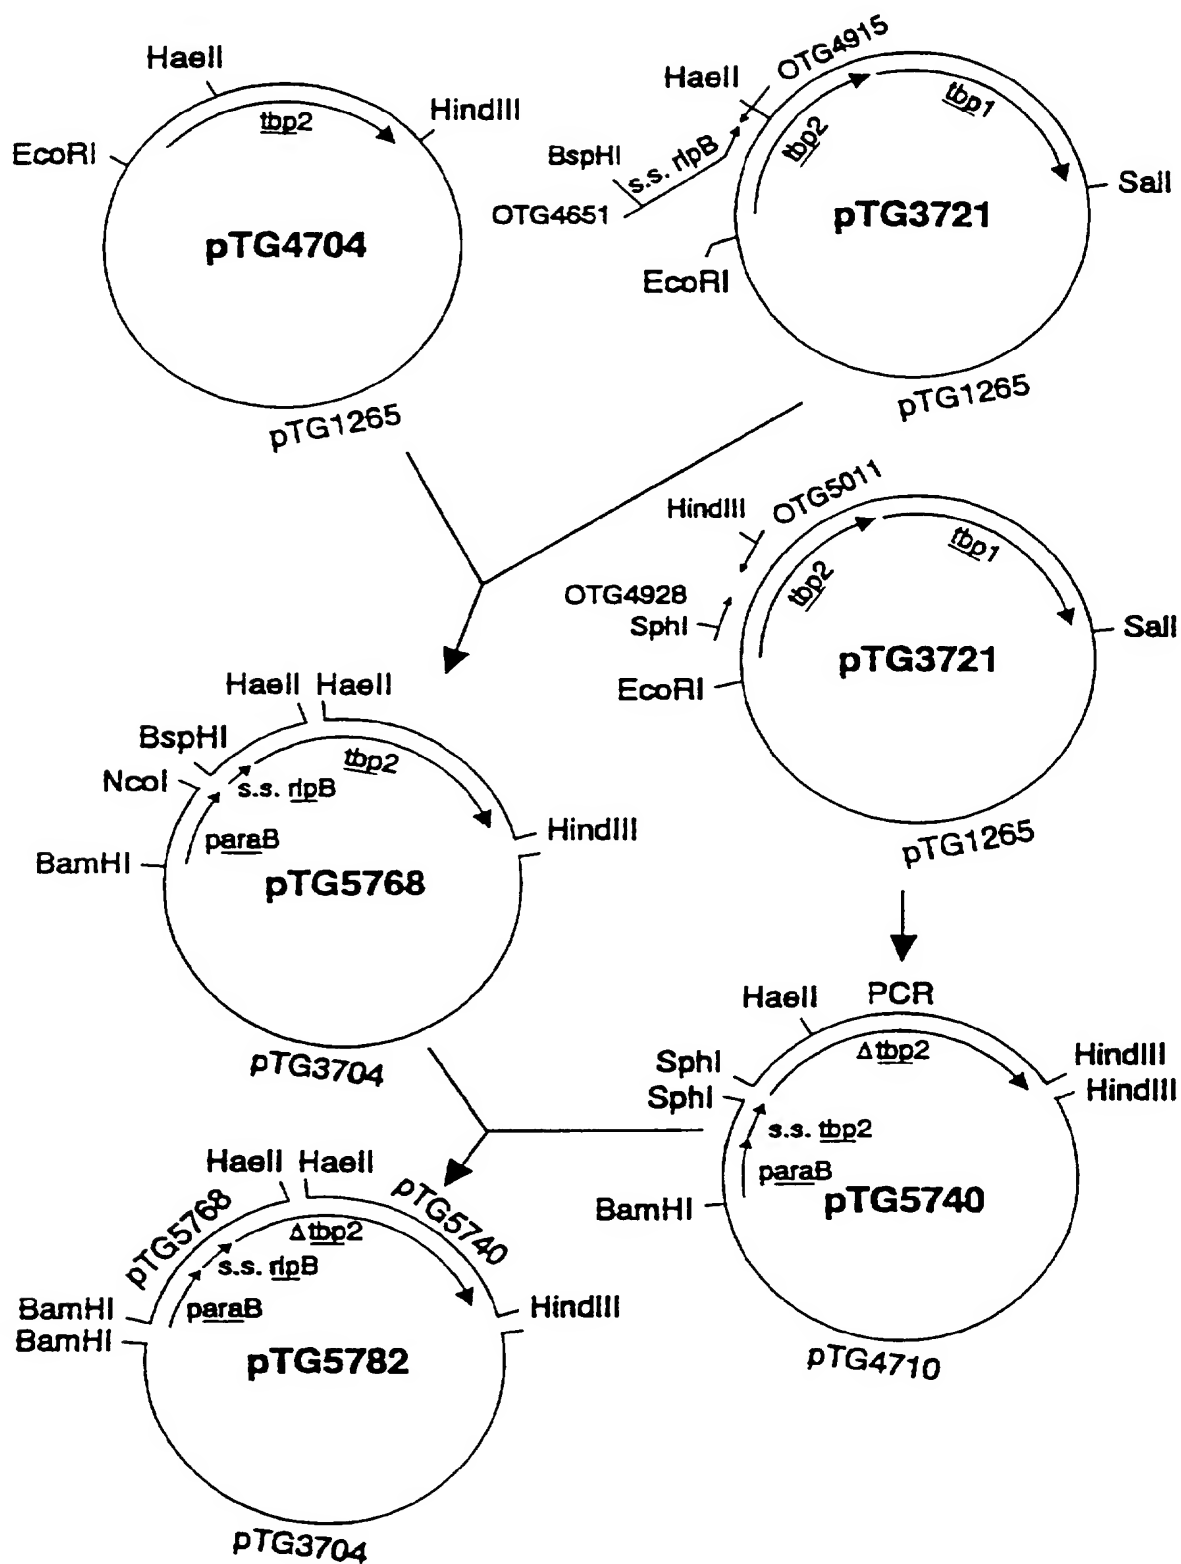 HaeII
HindIII
tbp2
EcoRI
pTG4704
pTG1265
OTG4915
HaeII
tbp1
tbp2
BspHI
s.s. rlpB
OTG4651
SalI
pTG3721
EcoRI
pTG1265
HindIII
OTG5011
tbp1
tbp2
OTG4928
SphI
SalI
pTG3721
EcoRI
pTG1265
HaeII HaeII
BspHI
tbp2
NcoI
s.s. rlpB
paraB
HindIII
BamHI
pTG5768
pTG3704
PCR
HaeII
Δtbp2
SphI
HindIII
SphI
HindIII
s.s. tbp2
paraB
BamHI
pTG5740
pTG4710
HaeII HaeII
pTG5768
pTG5740
Δtbp2
s.s. rlpB
paraB
BamHI
HindIII
BamHI
pTG5782
pTG3704